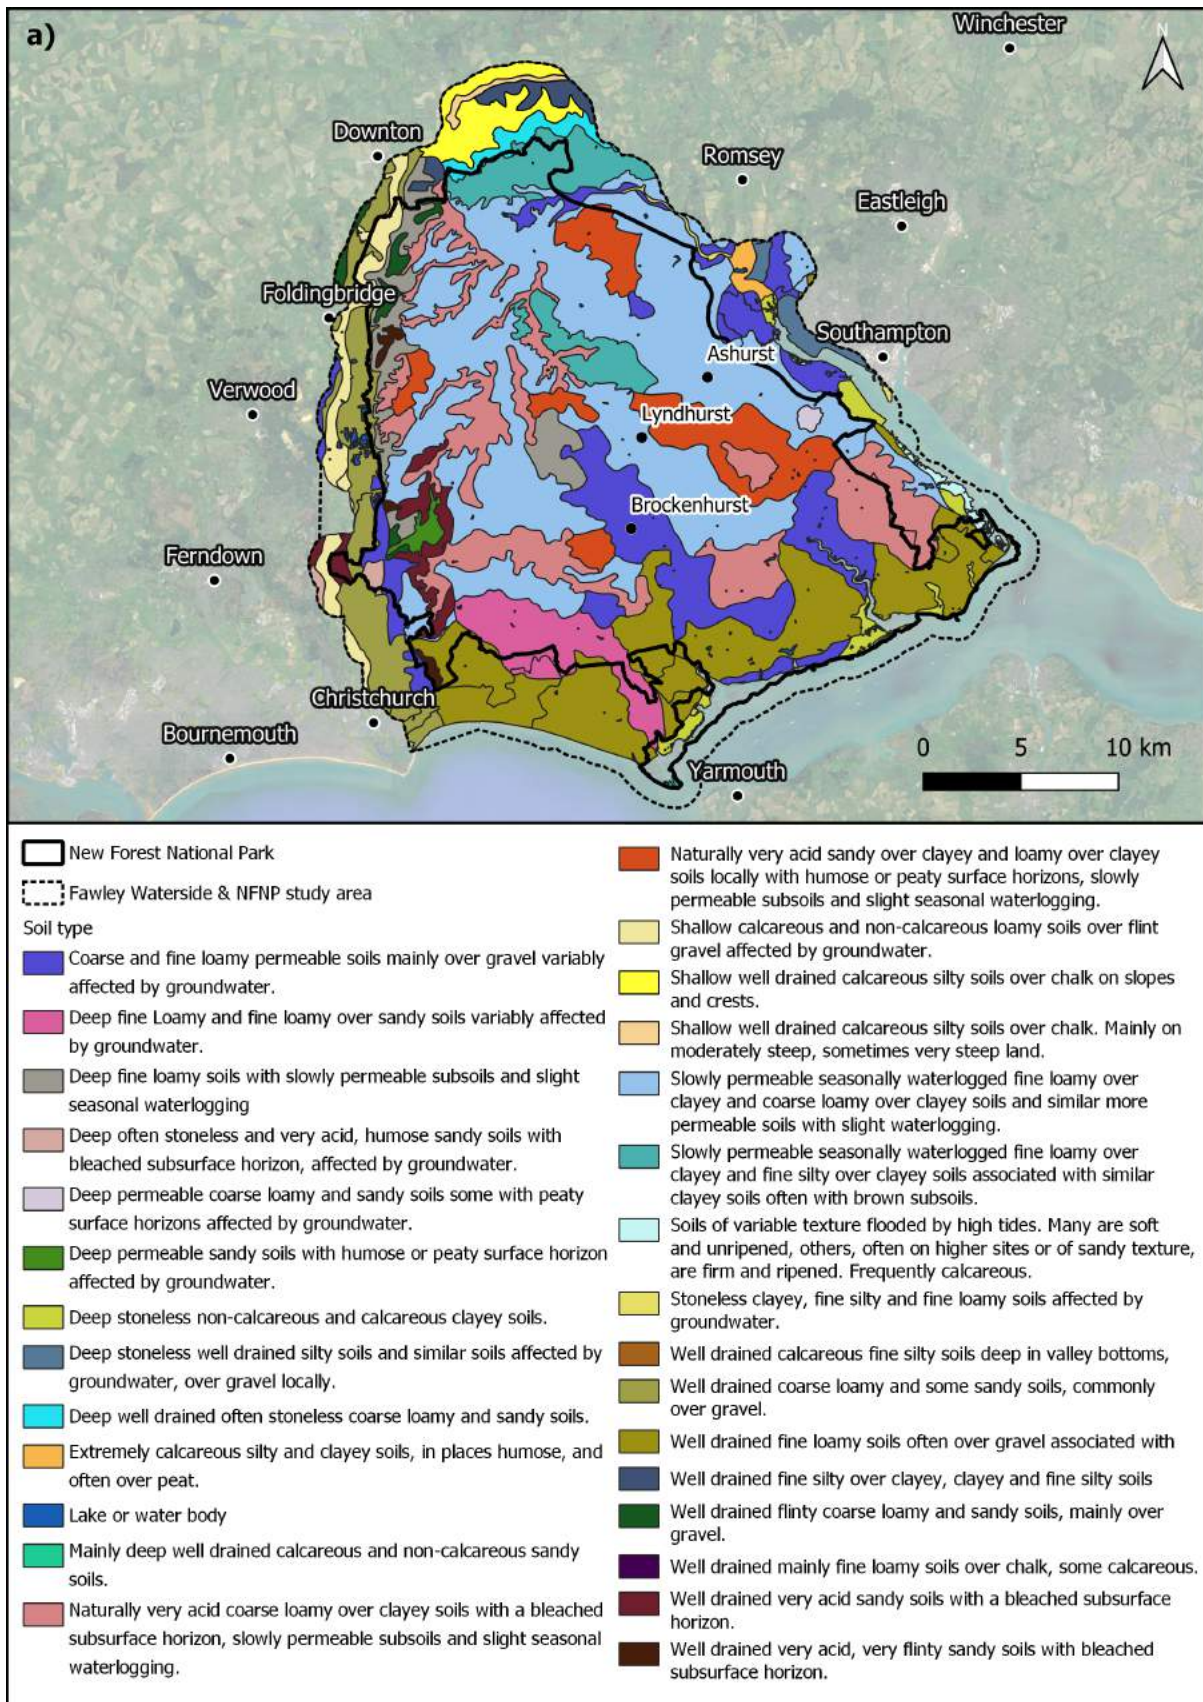 a)
Winchester
N
Downton
Romsey
Eastleigh
Foldingbridge
Southampton
Ashurst
Verwood
Lyndhurst
Brockenhurst
Ferndown
Christchurch
Bournemouth
Yarmouth
0 5 10 km
New Forest National Park
Fawley Waterside & NFNP study area
Soil type
Coarse and fine loamy permeable soils mainly over gravel variably
affected by groundwater.
Deep fine Loamy and fine loamy over sandy soils variably affected
by groundwater.
Deep fine loamy soils with slowly permeable subsoils and slight
seasonal waterlogging
Deep often stoneless and very acid, humose sandy soils with
bleached subsurface horizon, affected by groundwater.
Deep permeable coarse loamy and sandy soils some with peaty
surface horizons affected by groundwater.
Deep permeable sandy soils with humose or peaty surface horizon
affected by groundwater.
Deep stoneless non-calcareous and calcareous clayey soils.
Deep stoneless well drained silty soils and similar soils affected by
groundwater, over gravel locally.
Deep well drained often stoneless coarse loamy and sandy soils.
Extremely calcareous silty and clayey soils, in places humose, and
often over peat.
Lake or water body
Mainly deep well drained calcareous and non-calcareous sandy
soils.
Naturally very acid coarse loamy over clayey soils with a bleached
subsurface horizon, slowly permeable subsoils and slight seasonal
waterlogging.
Naturally very acid sandy over clayey and loamy over clayey
soils locally with humose or peaty surface horizons, slowly
permeable subsoils and slight seasonal waterlogging.
Shallow calcareous and non-calcareous loamy soils over flint
gravel affected by groundwater.
Shallow well drained calcareous silty soils over chalk on slopes
and crests.
Shallow well drained calcareous silty soils over chalk. Mainly on
moderately steep, sometimes very steep land.
Slowly permeable seasonally waterlogged fine loamy over
clayey and coarse loamy over clayey soils and similar more
permeable soils with slight waterlogging.
Slowly permeable seasonally waterlogged fine loamy over
clayey and fine silty over clayey soils associated with similar
clayey soils often with brown subsoils.
Soils of variable texture flooded by high tides. Many are soft
and unripened, others, often on higher sites or of sandy texture,
are firm and ripened. Frequently calcareous.
Stoneless clayey, fine silty and fine loamy soils affected by
groundwater.
Well drained calcareous fine silty soils deep in valley bottoms,
Well drained coarse loamy and some sandy soils, commonly
over gravel.
Well drained fine loamy soils often over gravel associated with
Well drained fine silty over clayey, clayey and fine silty soils
Well drained flinty coarse loamy and sandy soils, mainly over
gravel.
Well drained mainly fine loamy soils over chalk, some calcareous.
Well drained very acid sandy soils with a bleached subsurface
horizon.
Well drained very acid, very flinty sandy soils with bleached
subsurface horizon.